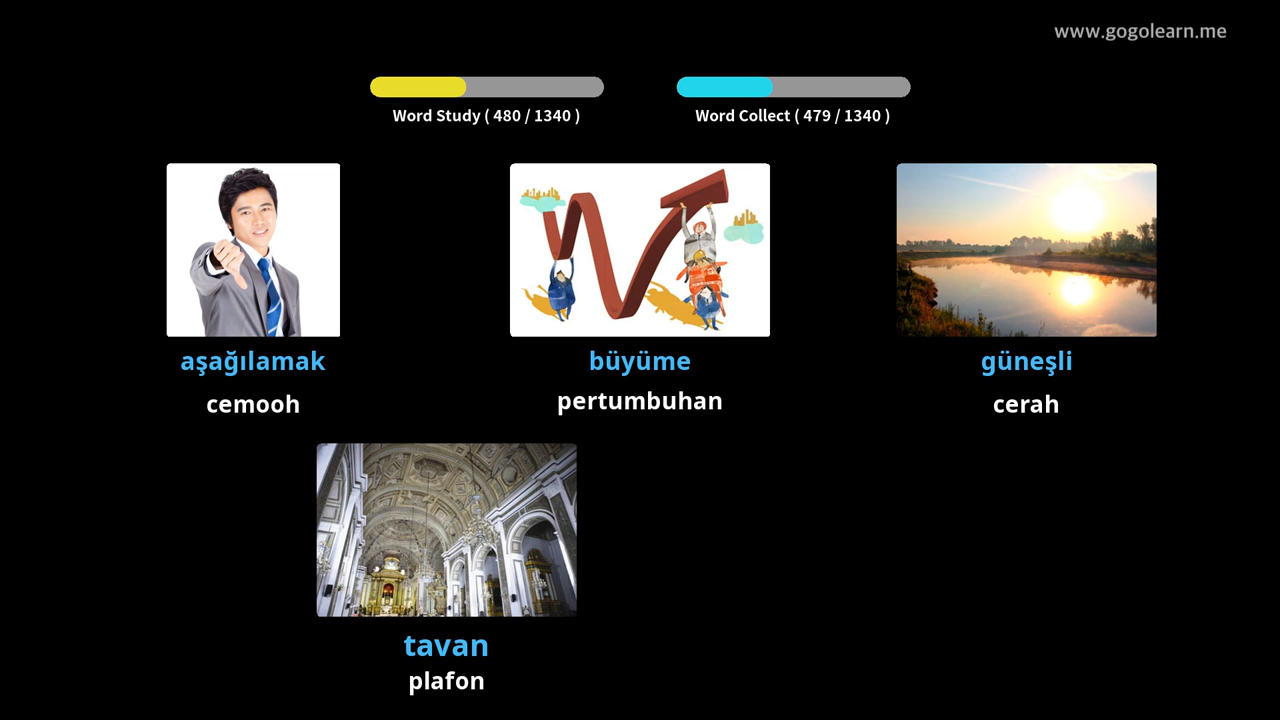 www.gogolearn.me
Word Study ( 480 / 1340 )
Word Collect ( 479 / 1340 )
aşağılamak
cemooh
büyüme
pertumbuhan
güneşli
cerah
tavan
plafon